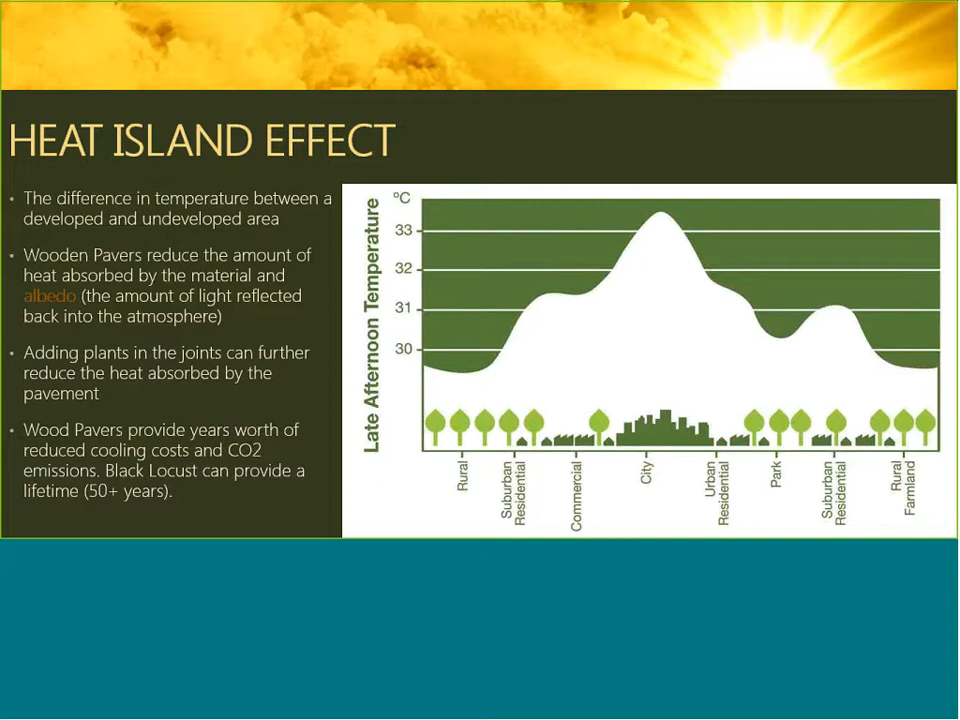 HEAT ISLAND EFFECT
• The difference in temperature between a
developed and undeveloped area
• Wooden Pavers reduce the amount of
heat absorbed by the material and
albedo (the amount of light reflected
back into the atmosphere)
• Adding plants in the joints can further
reduce the heat absorbed by the
pavement
• Wood Pavers provide years worth of
reduced cooling costs and CO2
emissions. Black Locust can provide a
lifetime (50+ years).
Late Afternoon Temperature
ºC
33
32
31
30
Rural
Suburban
Residential
Commercial
City
Urban
Residential
Park
Suburban
Residential
Rural
Farmland